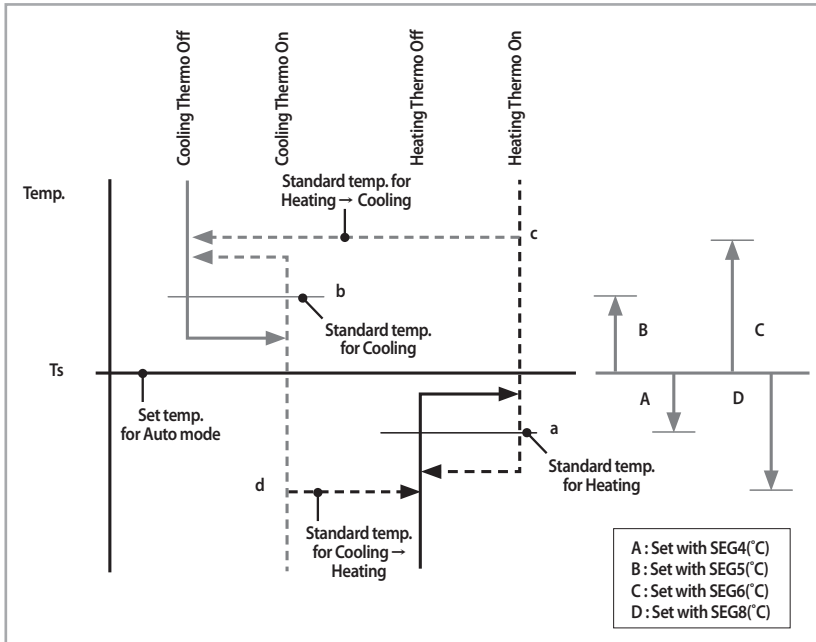 Cooling Thermo Off
Cooling Thermo On
Heating Thermo Off
Heating Thermo On
Temp.
Standard temp. for
Heating → Cooling
c
b
Standard temp.
for Cooling
B
C
Ts
Set temp.
for Auto mode
A
D
a
Standard temp.
for Heating
d
Standard temp.
for Cooling →
Heating
A : Set with SEG4(˚C)
B : Set with SEG5(˚C)
C : Set with SEG6(˚C)
D : Set with SEG8(˚C)